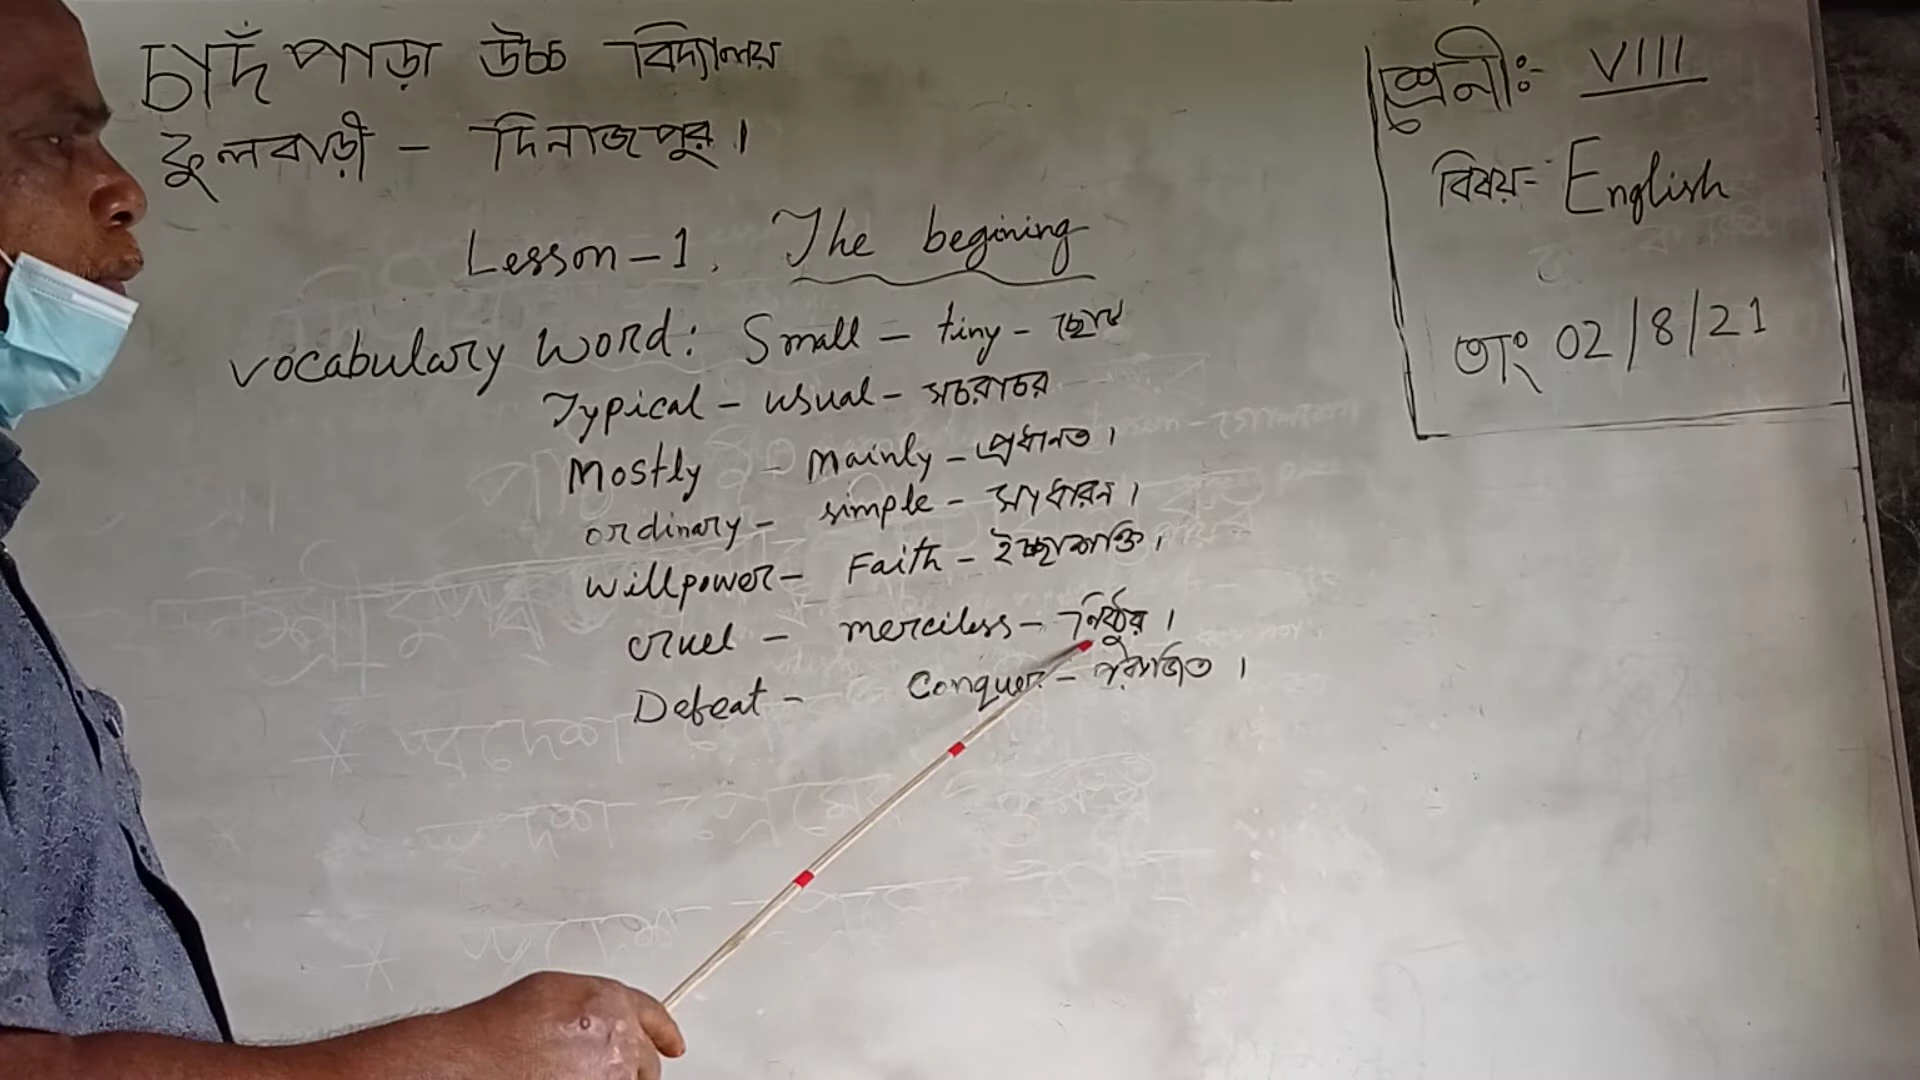 চাদঁ পাড়া উচ্চ বিদ্যালয়
ফুলবাড়ী - দিনাজপুর।
শ্রেনী: VIII
বিষয়- English
তাং 02/8/21
Lesson-1. The begining
Vocabulary Word: Small - tiny - ছোট
Typical - usual - সচরাচর
Mostly - Mainly - প্রধানত।
ordinary - simple - সাধারন।
Willpower - Faith - ইচ্ছাশক্তি।
cruel - merciless - নিষ্ঠুর।
Defeat - Conquer - পরাজিত।